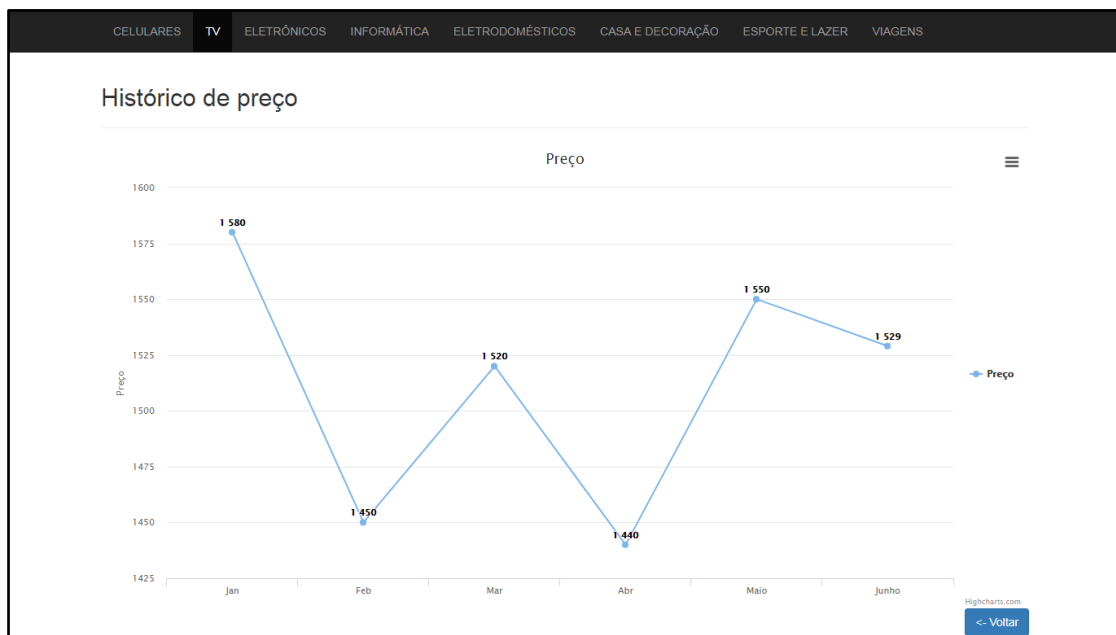 CELULARES TV ELETRÔNICOS INFORMÁTICA ELETRODOMÉSTICOS CASA E DECORAÇÃO ESPORTE E LAZER VIAGENS
Histórico de preço
Preço
1600
1 580
1575
1550
1 550
1 529
1525
1 520
Preço
Preço
1500
1475
1450
1 450
1 440
1425
Jan Feb Mar Abr Maio Junho
Highcharts.com
<- Voltar